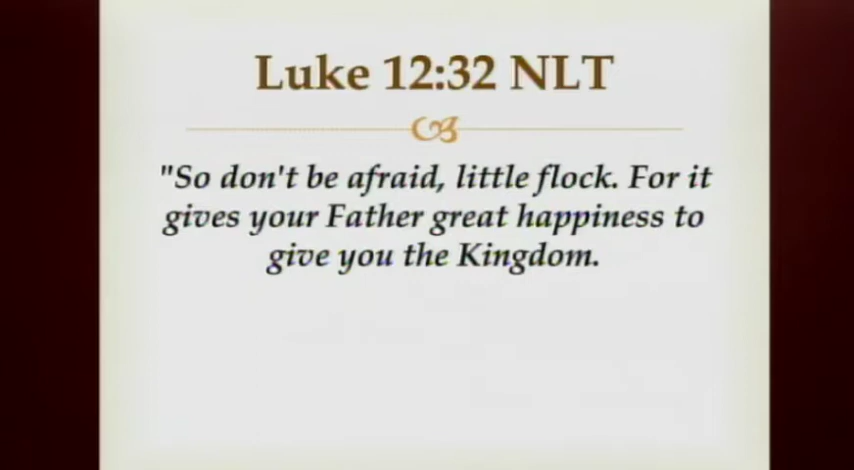 Luke 12:32 NLT
"So don't be afraid, little flock. For it
gives your Father great happiness to
give you the Kingdom.